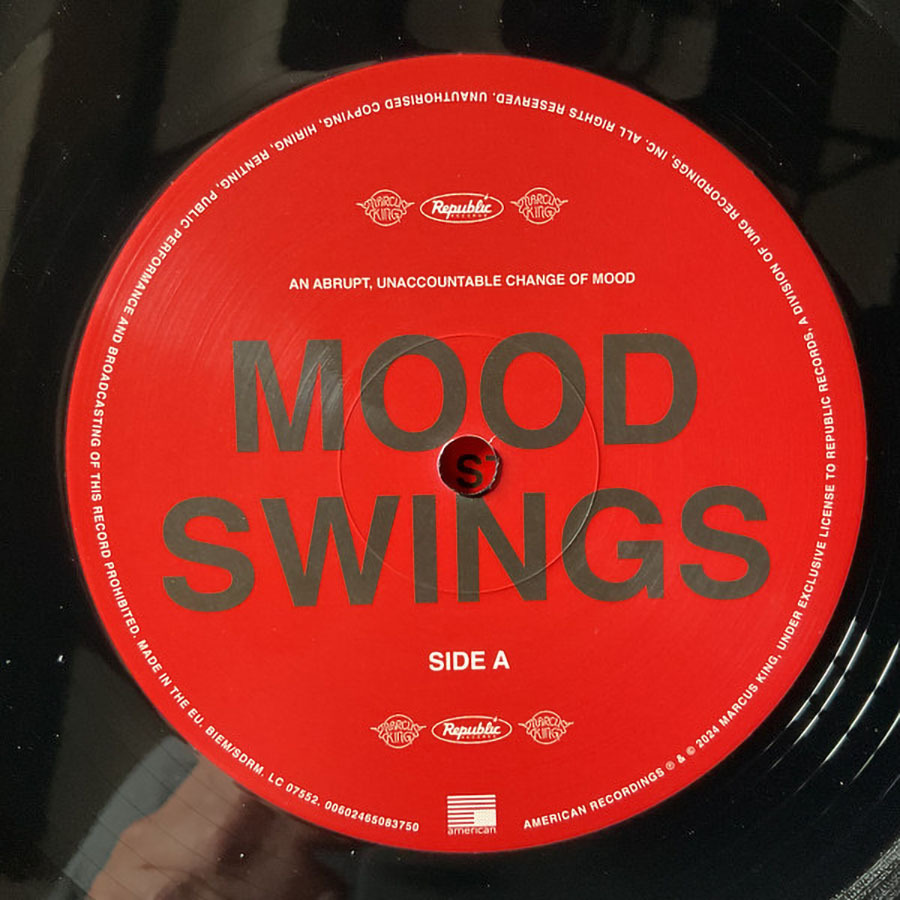 MARCUS KING
Republic RECORDS
MARCUS KING
AN ABRUPT, UNACCOUNTABLE CHANGE OF MOOD
MOOD
ST
SWINGS
SIDE A
MARCUS KING
Republic RECORDS
MARCUS KING
american
AMERICAN RECORDINGS ℗ & © 2024 MARCUS KING, UNDER EXCLUSIVE LICENSE TO REPUBLIC RECORDS, A DIVISION OF UMG RECORDINGS, INC. ALL RIGHTS RESERVED. UNAUTHORISED COPYING, HIRING, RENTING, PUBLIC PERFORMANCE AND BROADCASTING OF THIS RECORD PROHIBITED. MADE IN THE EU. BIEM/SDRM. LC 07552. 00602465083750